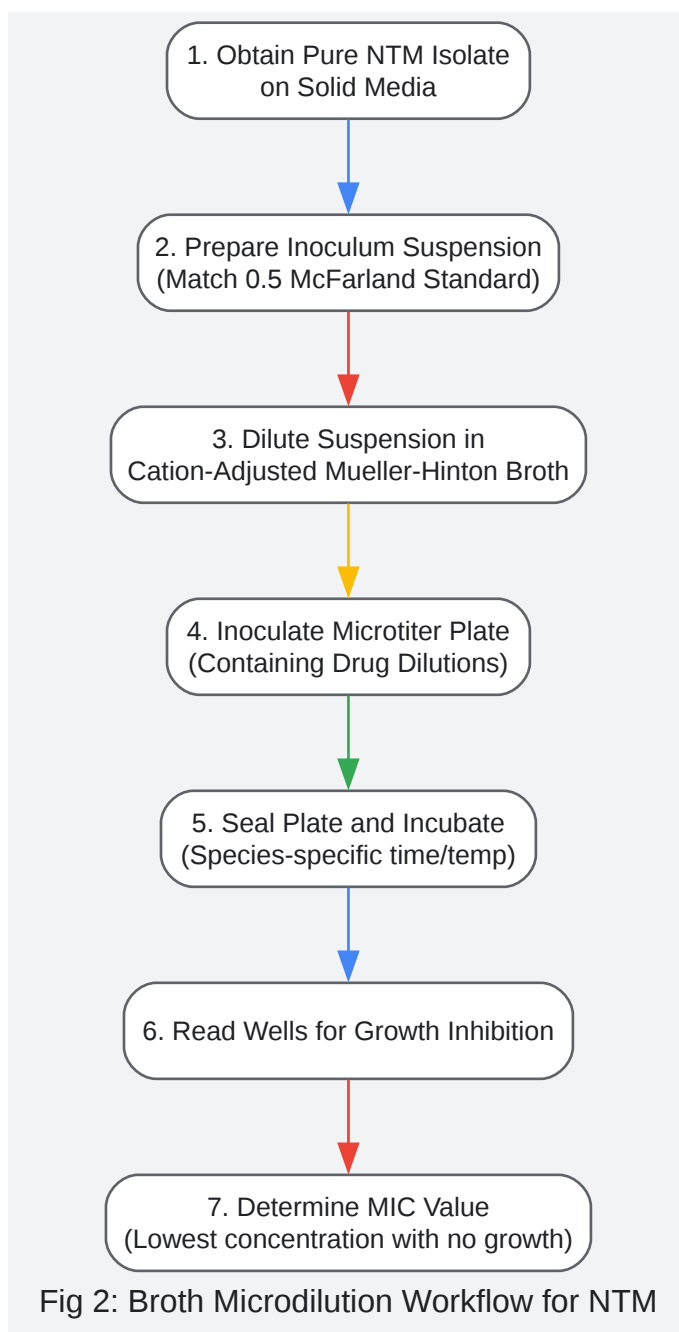 1. Obtain Pure NTM Isolate
on Solid Media
2. Prepare Inoculum Suspension
(Match 0.5 McFarland Standard)
3. Dilute Suspension in
Cation-Adjusted Mueller-Hinton Broth
4. Inoculate Microtiter Plate
(Containing Drug Dilutions)
5. Seal Plate and Incubate
(Species-specific time/temp)
6. Read Wells for Growth Inhibition
7. Determine MIC Value
(Lowest concentration with no growth)
Fig 2: Broth Microdilution Workflow for NTM